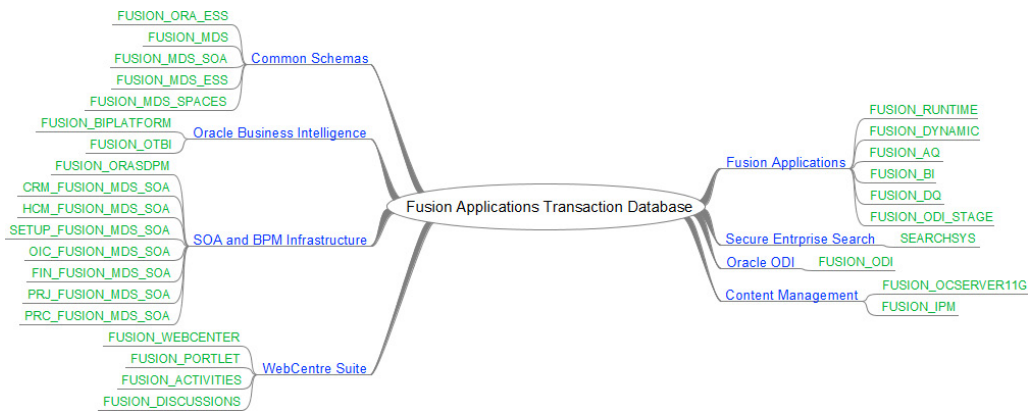 FUSION_ORA_ESS
FUSION_MDS
FUSION_MDS_SOA
FUSION_MDS_ESS
FUSION_MDS_SPACES
Common Schemas
FUSION_BIPLATFORM
FUSION_OTBI
Oracle Business Intelligence
FUSION_ORASDPM
CRM_FUSION_MDS_SOA
HCM_FUSION_MDS_SOA
SETUP_FUSION_MDS_SOA
OIC_FUSION_MDS_SOA
FIN_FUSION_MDS_SOA
PRJ_FUSION_MDS_SOA
PRC_FUSION_MDS_SOA
SOA and BPM Infrastructure
FUSION_WEBCENTER
FUSION_PORTLET
FUSION_ACTIVITIES
FUSION_DISCUSSIONS
WebCentre Suite
Fusion Applications Transaction Database
Fusion Applications
FUSION_RUNTIME
FUSION_DYNAMIC
FUSION_AQ
FUSION_BI
FUSION_DQ
FUSION_ODI_STAGE
Secure Entrprise Search
SEARCHSYS
Oracle ODI
FUSION_ODI
Content Management
FUSION_OCSERVER11G
FUSION_IPM